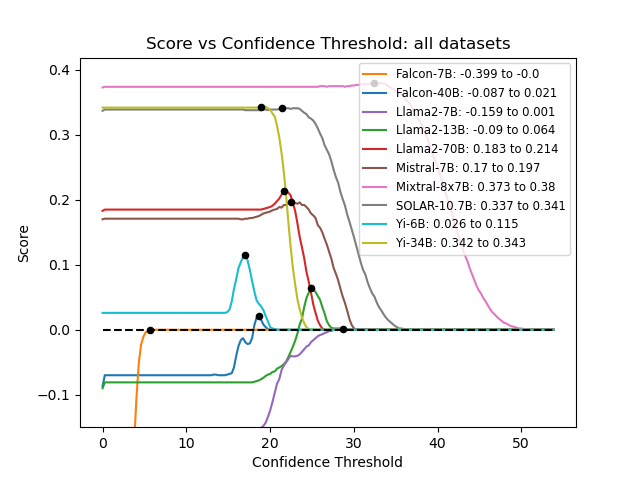 Score vs Confidence Threshold: all datasets
Falcon-7B: -0.399 to -0.0
Falcon-40B: -0.087 to 0.021
Llama2-7B: -0.159 to 0.001
Llama2-13B: -0.09 to 0.064
Llama2-70B: 0.183 to 0.214
Mistral-7B: 0.17 to 0.197
Mixtral-8x7B: 0.373 to 0.38
SOLAR-10.7B: 0.337 to 0.341
Yi-6B: 0.026 to 0.115
Yi-34B: 0.342 to 0.343
Score
0.4
0.3
0.2
0.1
0.0
−0.1
0 10 20 30 40 50
Confidence Threshold